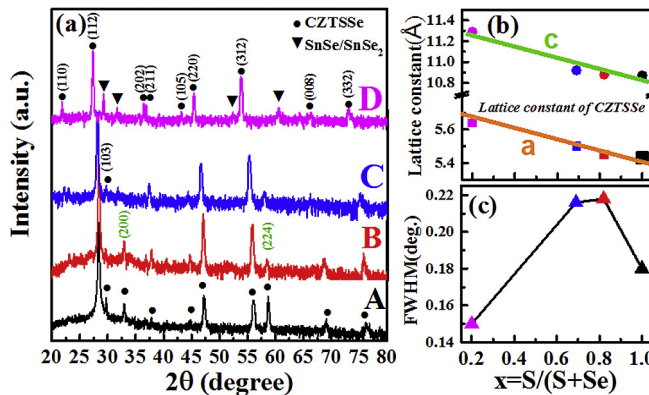 (a)
● CZTSSe
▼ SnSe/SnSe₂
(110)
(112)
(202)
(211)
(105)
(220)
(312)
(008)
(332)
D
(103)
C
(200)
(224)
B
A
Intensity (a.u.)
20 25 30 35 40 45 50 55 60 65 70 75 80
2θ (degree)
(b)
c
Lattice constant of CZTSSe
a
Lattice constant(Å)
11.4
11.1
10.8
5.6
5.4
(c)
FWHM(deg.)
0.22
0.20
0.18
0.16
0.14
0.2 0.4 0.6 0.8 1.0
x=S/(S+Se)